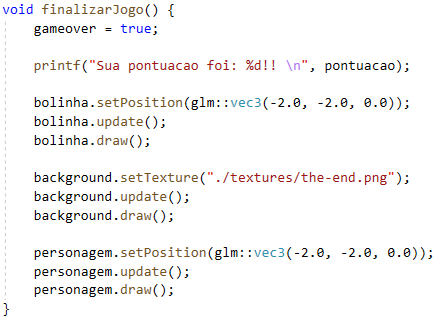 void finalizarJogo() {
    gameover = true;

    printf("Sua pontuacao foi: %d!! \n", pontuacao);

    bolinha.setPosition(glm::vec3(-2.0, -2.0, 0.0));
    bolinha.update();
    bolinha.draw();

    background.setTexture("./textures/the-end.png");
    background.update();
    background.draw();

    personagem.setPosition(glm::vec3(-2.0, -2.0, 0.0));
    personagem.update();
    personagem.draw();
}